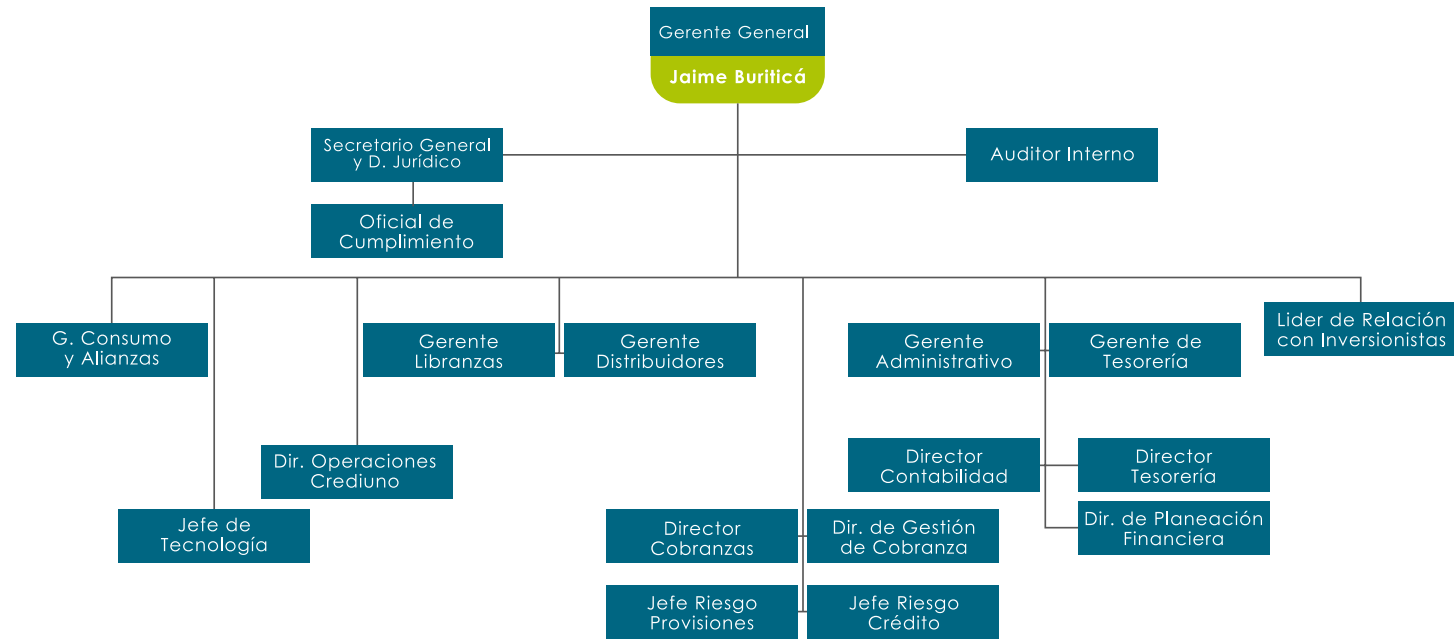 Gerente General
Jaime Buriticá
Secretario General
y D. Jurídico
Auditor Interno
Oficial de
Cumplimiento
G. Consumo
y Alianzas
Gerente
Libranzas
Gerente
Distribuidores
Gerente
Administrativo
Gerente de
Tesorería
Lider de Relación
con Inversionistas
Dir. Operaciones
Crediuno
Director
Contabilidad
Director
Tesorería
Jefe de
Tecnología
Director
Cobranzas
Dir. de Gestión
de Cobranza
Dir. de Planeación
Financiera
Jefe Riesgo
Provisiones
Jefe Riesgo
Crédito